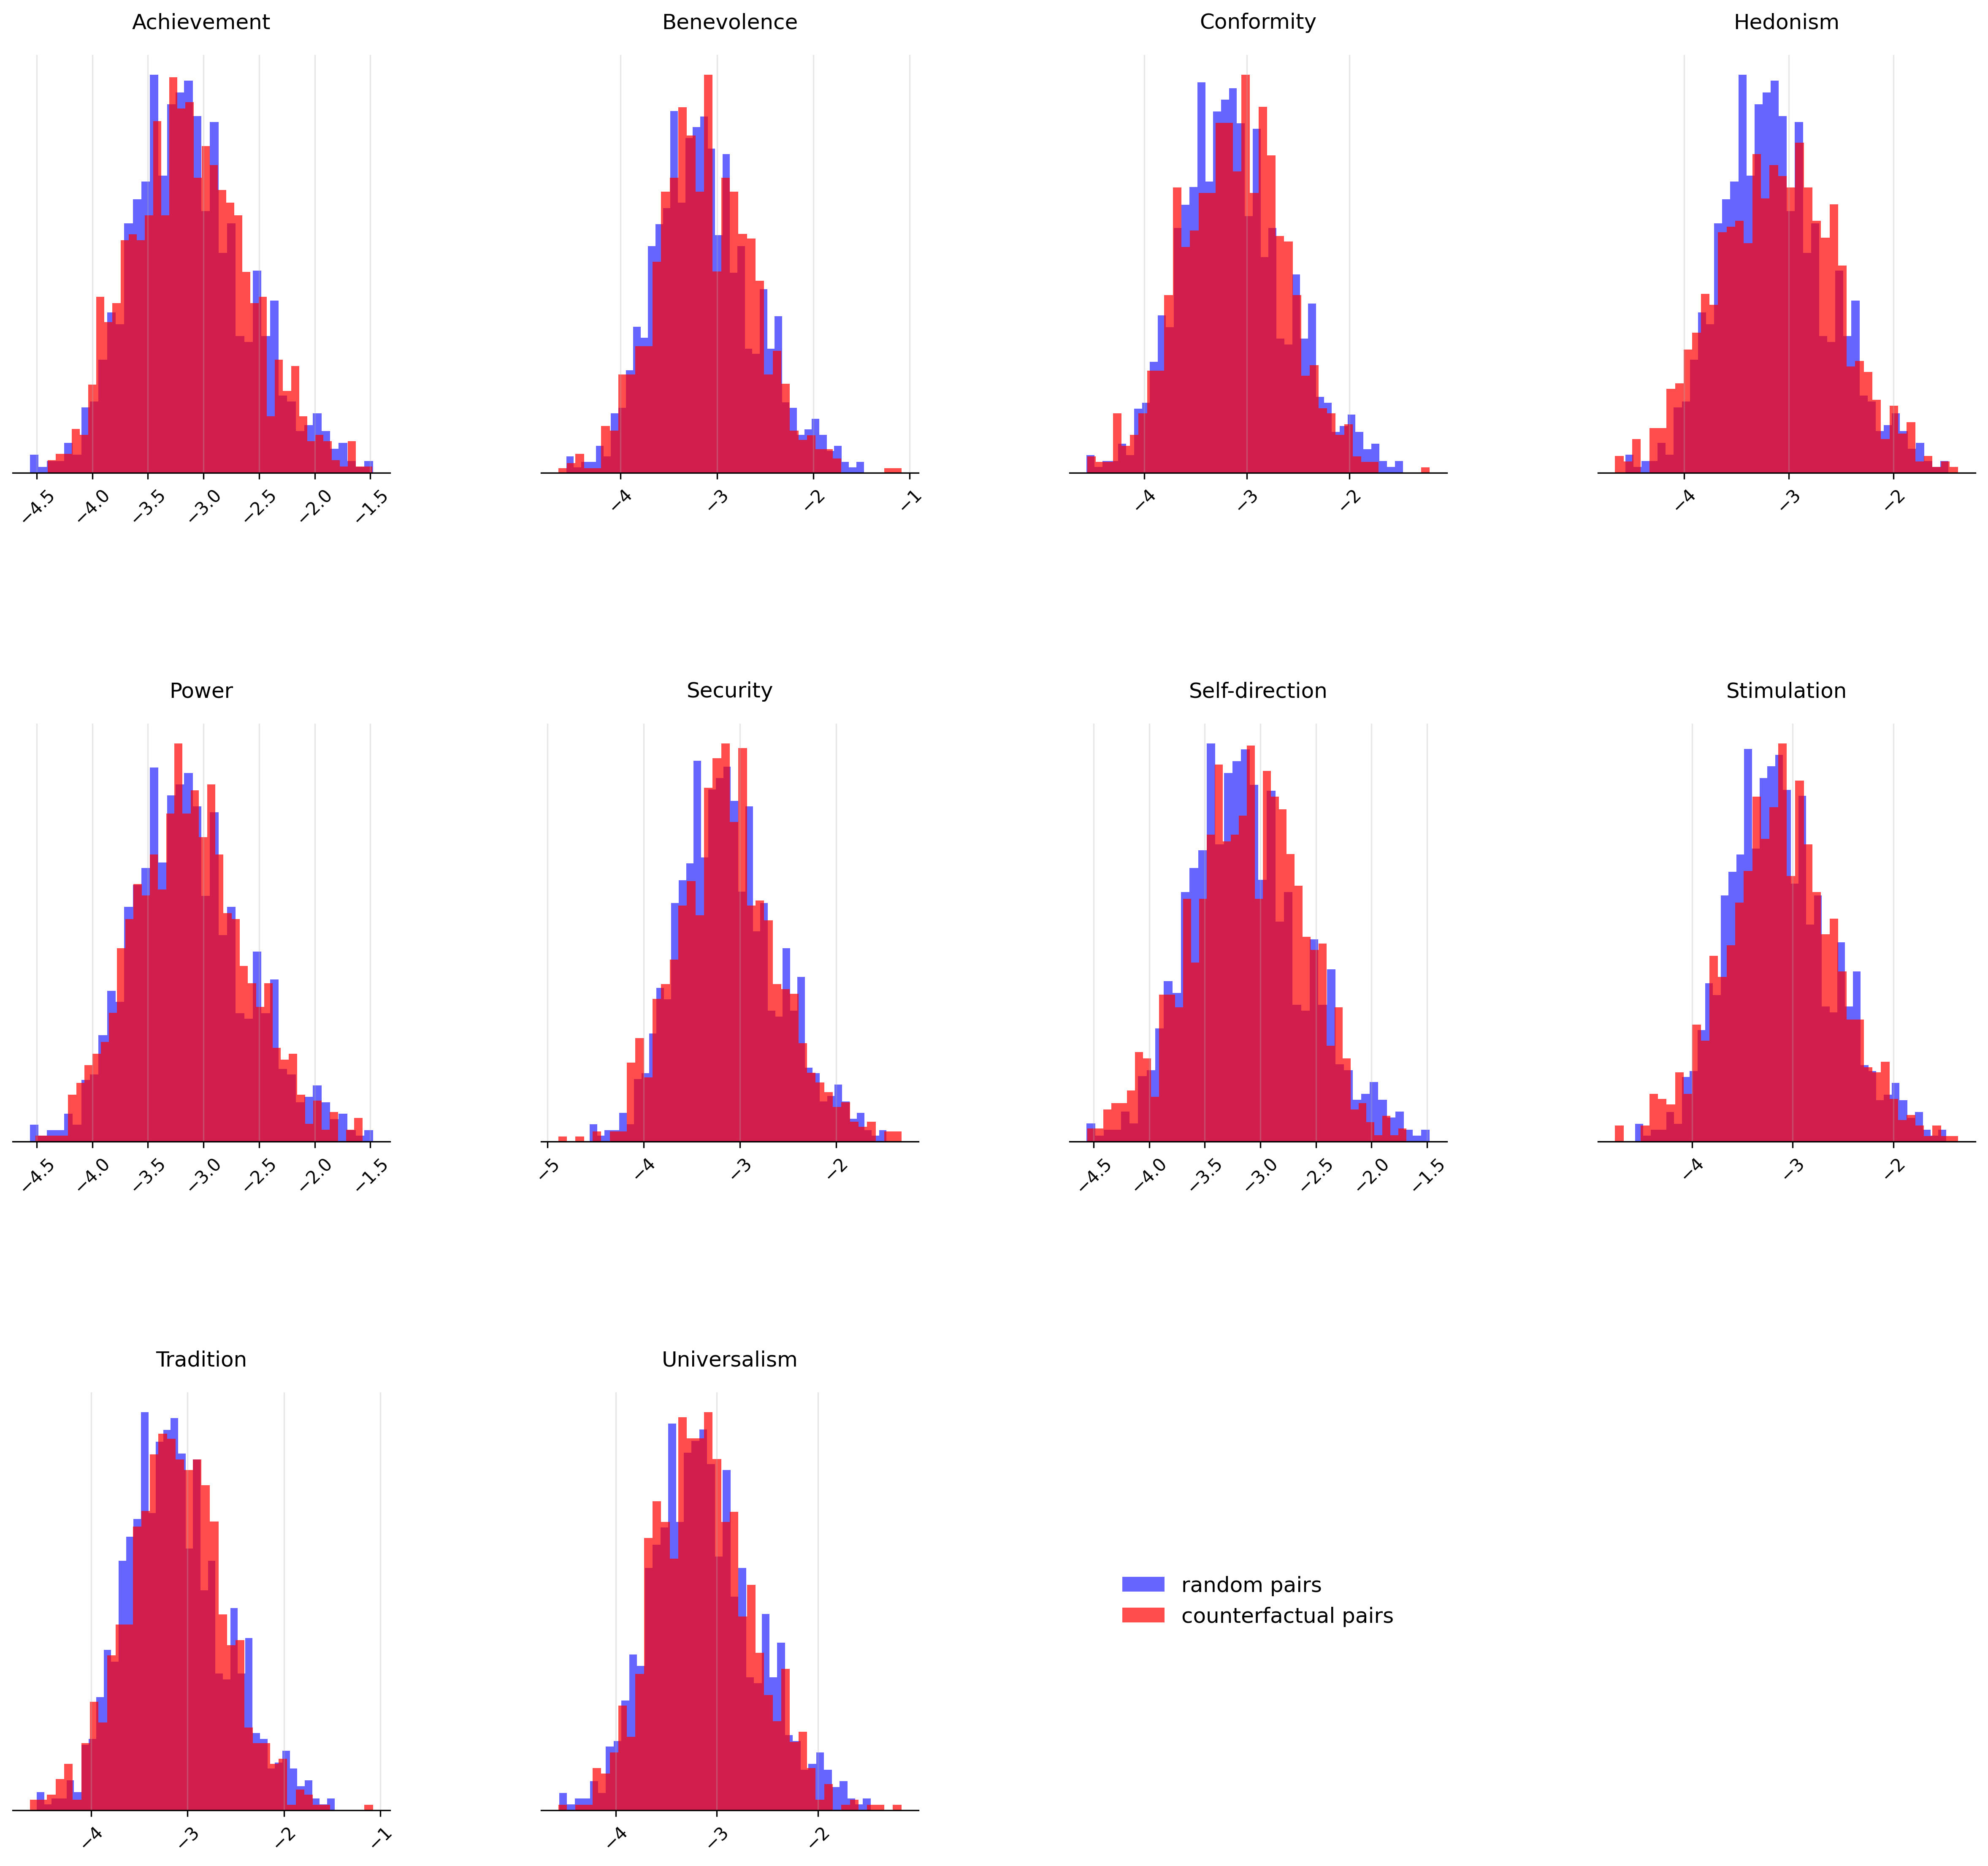 Achievement
Benevolence
Conformity
Hedonism
−4.5 −4.0 −3.5 −3.0 −2.5 −2.0 −1.5
−4 −3 −2 −1
−4 −3 −2
−4 −3 −2
Power
Security
Self-direction
Stimulation
−4.5 −4.0 −3.5 −3.0 −2.5 −2.0 −1.5
−5 −4 −3 −2
−4.5 −4.0 −3.5 −3.0 −2.5 −2.0 −1.5
−4 −3 −2
Tradition
Universalism
random pairs
counterfactual pairs
−4 −3 −2 −1
−4 −3 −2